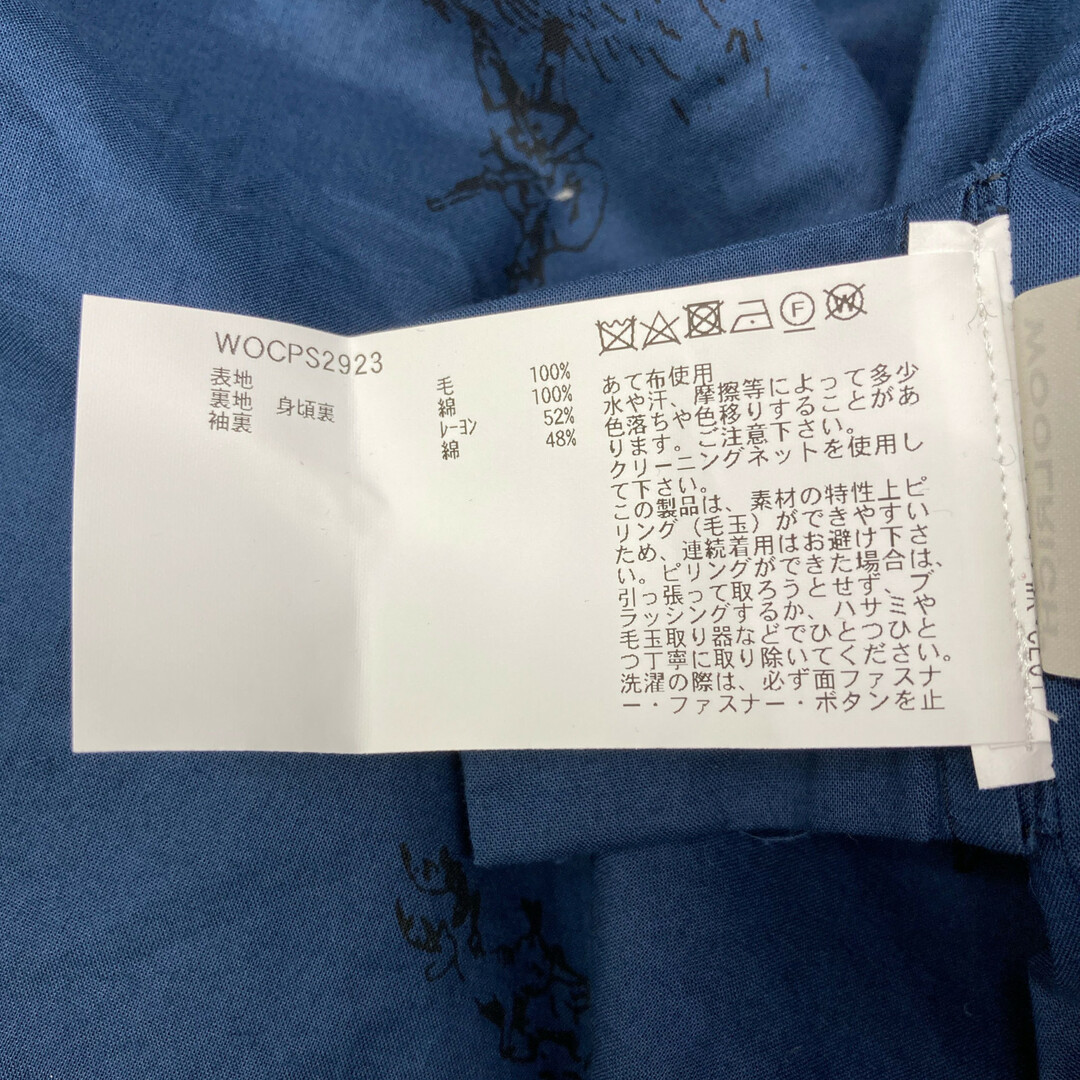 WOCPS2923
表地 毛 100%
裏地 身頃裏 綿 100%
袖裏 レーヨン 52%
綿 48%
F
W
あて布使用
水や汗、摩擦等によって多少
色落ちや色移りすることがあ
ります。ご注意下さい。
クリーニングネットを使用し
て下さい。
この製品は、素材の特性上ピ
リング（毛玉）ができやすい
ため、連続着用はお避け下さ
い。ピリングができた場合は、
引っ張って取ろうとせず、ブ
ラッシングするか、ハサミや
毛玉取り器などでひとつひと
つ丁寧に取り除いてください。
洗濯の際は、必ず面ファスナ
ー・ファスナー・ボタンを止
WOOLRICH